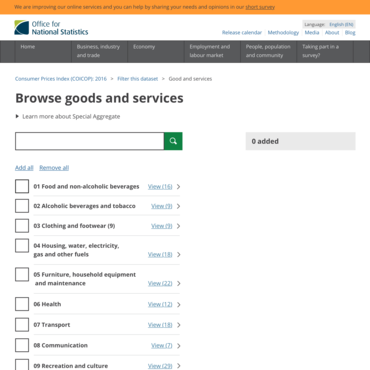 We are improving our online services and you can help by sharing your needs and opinions in our short survey
Office for
National Statistics
Language: English (EN)
Release calendar Methodology Media About Blog
Home
Business, industry
and trade
Economy
Employment and
labour market
People, population
and community
Taking part in a
survey?
Consumer Prices Index (COICOP): 2016 > Filter this dataset > Good and services
Browse goods and services
Learn more about Special Aggregate
0 added
Add all Remove all
01 Food and non-alcoholic beverages View (16)
02 Alcoholic beverages and tobacco View (9)
03 Clothing and footwear (9) View (9)
04 Housing, water, electricity,
gas and other fuels View (18)
05 Furniture, household equipment
and maintenance View (22)
06 Health View (12)
07 Transport View (18)
08 Communication View (7)
09 Recreation and culture View (29)